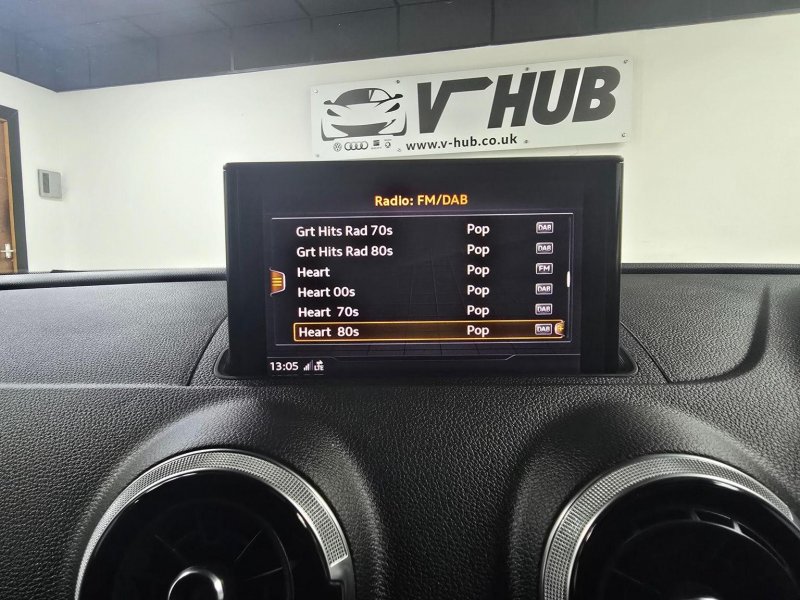 V HUB
www.v-hub.co.uk
Radio: FM/DAB
Grt Hits Rad 70s Pop DAB
Grt Hits Rad 80s Pop DAB
Heart Pop FM
Heart 00s Pop DAB
Heart 70s Pop DAB
Heart 80s Pop DAB
13:05 LTE